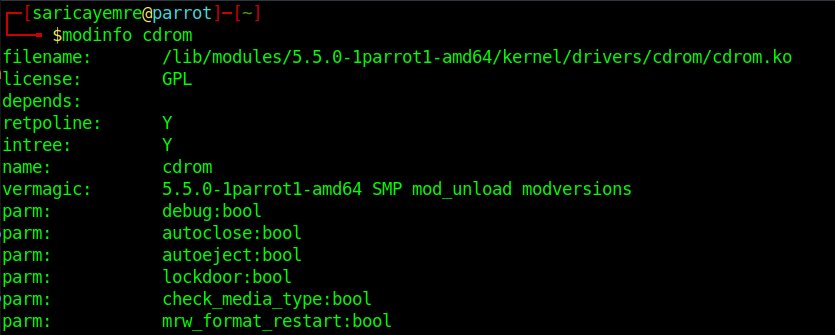 ┌─[saricayemre@parrot]─[~]
└──╼ $modinfo cdrom
filename:       /lib/modules/5.5.0-1parrot1-amd64/kernel/drivers/cdrom/cdrom.ko
license:        GPL
depends:
retpoline:      Y
intree:         Y
name:           cdrom
vermagic:       5.5.0-1parrot1-amd64 SMP mod_unload modversions
parm:           debug:bool
parm:           autoclose:bool
parm:           autoeject:bool
parm:           lockdoor:bool
parm:           check_media_type:bool
parm:           mrw_format_restart:bool